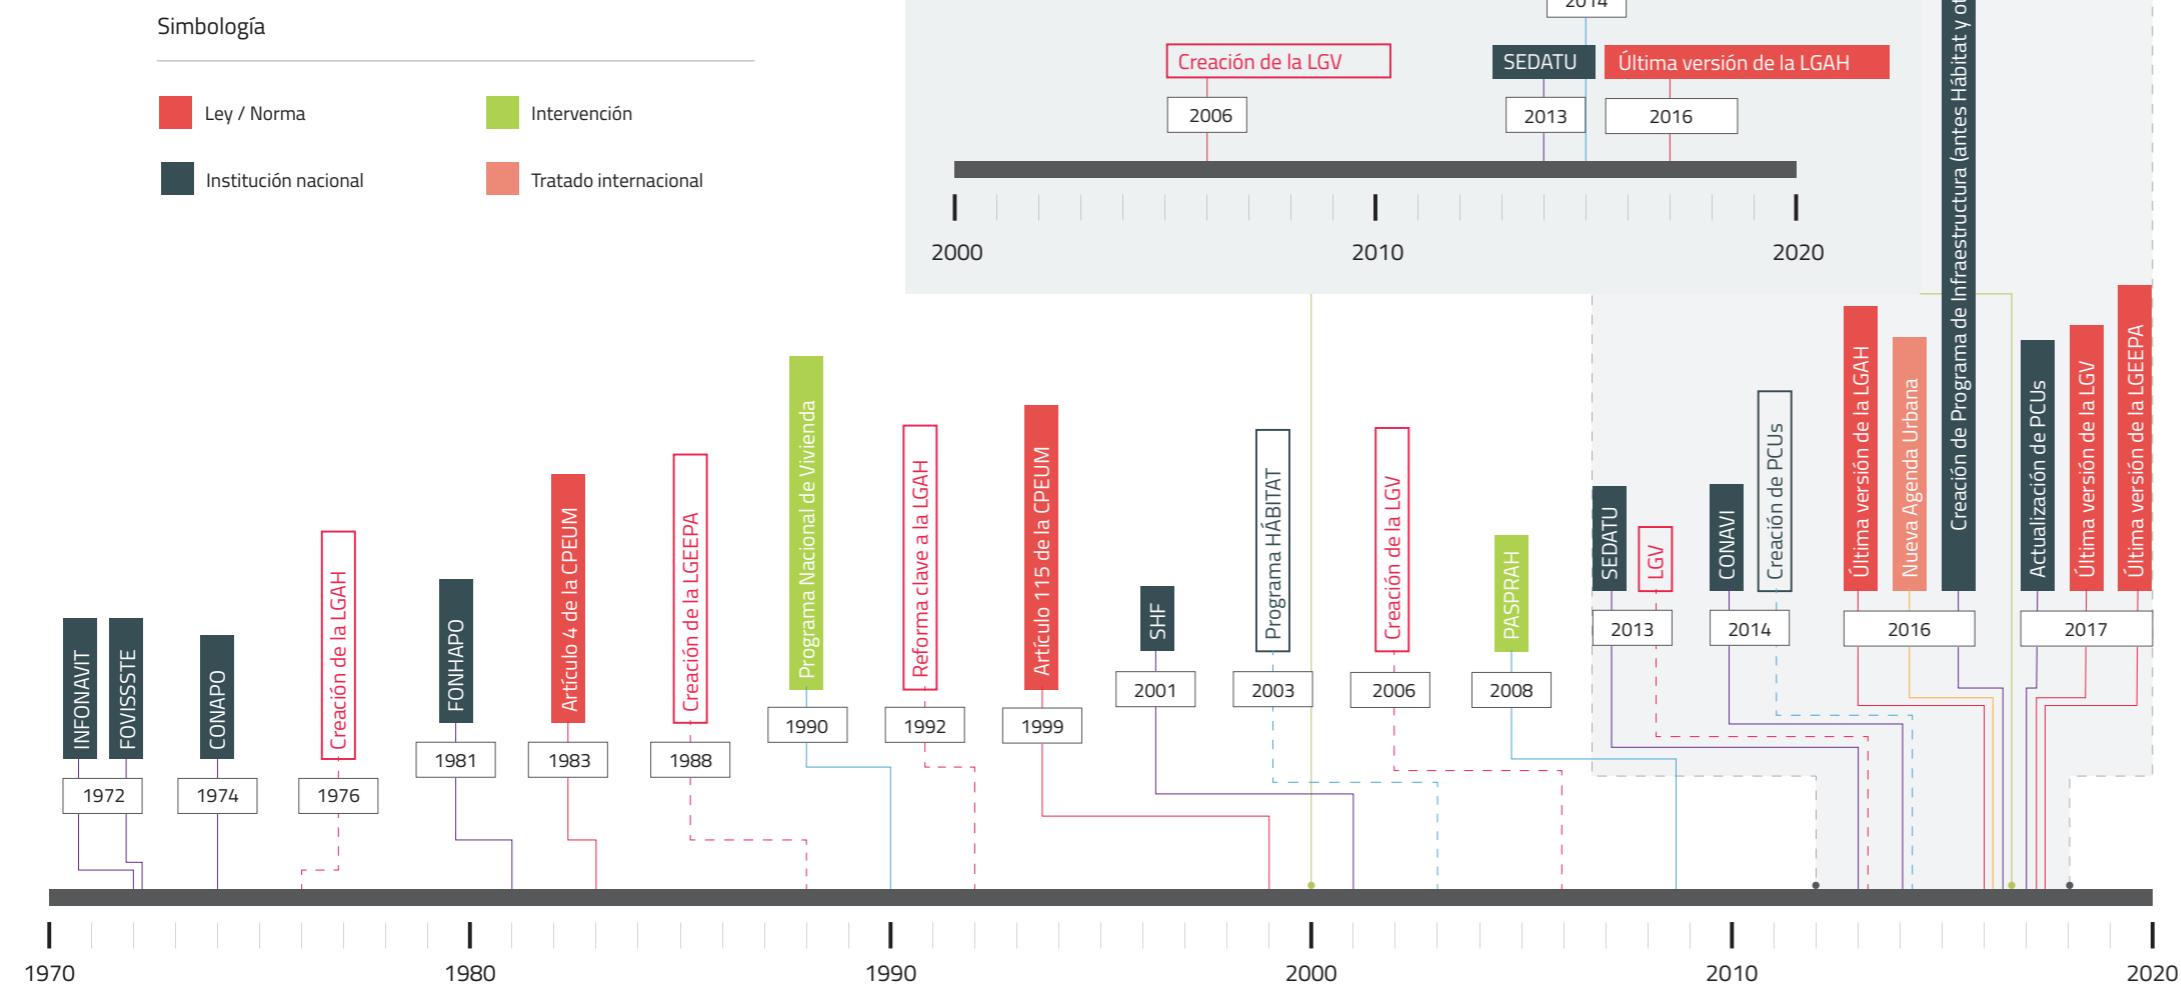 Simbología
Ley / Norma
Intervención
Institución nacional
Tratado internacional
2014
Creación de la LGV
SEDATU
Última versión de la LGAH
2006
2013
2016
2000
2010
2020
INFONAVIT
FOVISSSTE
1972
CONAPO
1974
Creación de la LGAH
1976
FONHAPO
1981
Artículo 4 de la CPEUM
1983
Creación de la LGEEPA
1988
Programa Nacional de Vivienda
1990
Reforma clave a la LGAH
1992
Artículo 115 de la CPEUM
1999
SHF
2001
Programa HÁBITAT
2003
Creación de la LGV
2006
PASPRAH
2008
SEDATU
LGV
2013
CONAVI
Creación de PCUs
2014
Última versión de la LGAH
Nueva Agenda Urbana
Creación de Programa de Infraestructura (antes Hábitat y
2016
Actualización de PCUs
Última versión de la LGV
Última versión de la LGEEPA
2017
1970
1980
1990
2000
2010
2020